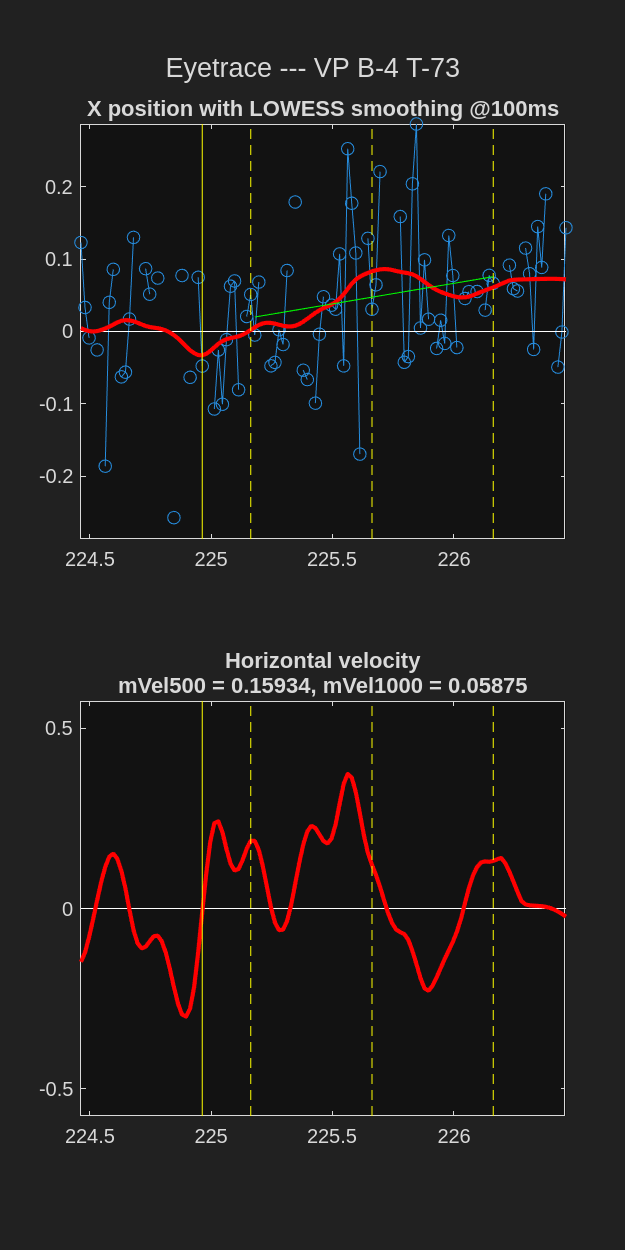 Eyetrace --- VP B-4 T-73
X position with LOWESS smoothing @100ms
0.2
0.1
0
-0.1
-0.2
224.5 225 225.5 226
Horizontal velocity
mVel500 = 0.15934, mVel1000 = 0.05875
0.5
0
-0.5
224.5 225 225.5 226